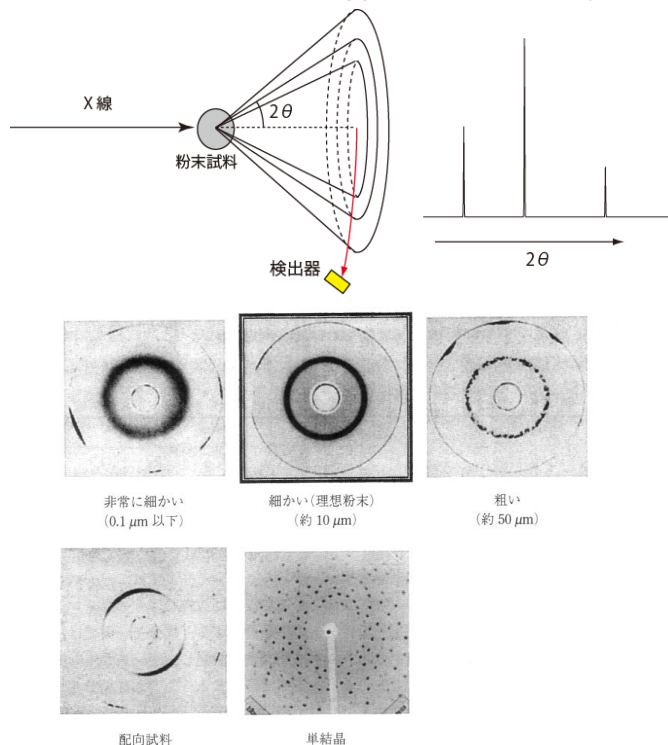 X線
2θ
粉末試料
検出器
2θ
非常に細かい
(0.1 μm 以下)
細かい(理想粉末)
(約 10 μm)
粗い
(約 50 μm)
配向試料
単結晶